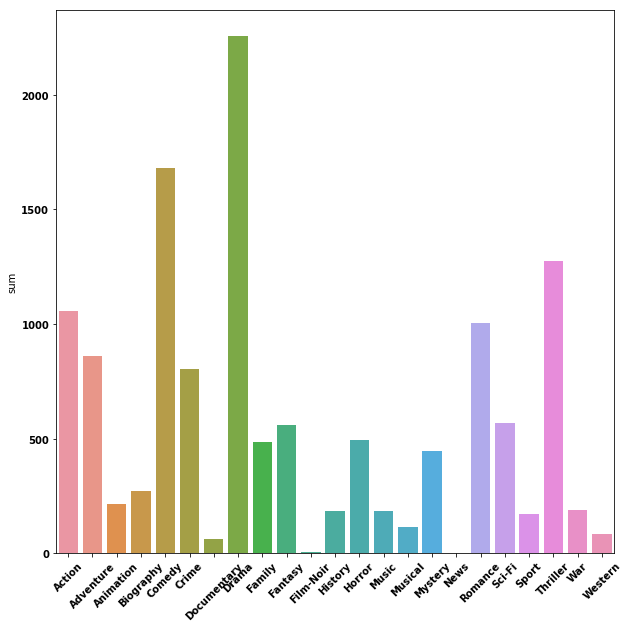 2000
1500
1000
500
0
sum
Action
Adventure
Animation
Biography
Comedy
Crime
Documentary
Drama
Family
Fantasy
Film-Noir
History
Horror
Music
Musical
Mystery
News
Romance
Sci-Fi
Sport
Thriller
War
Western